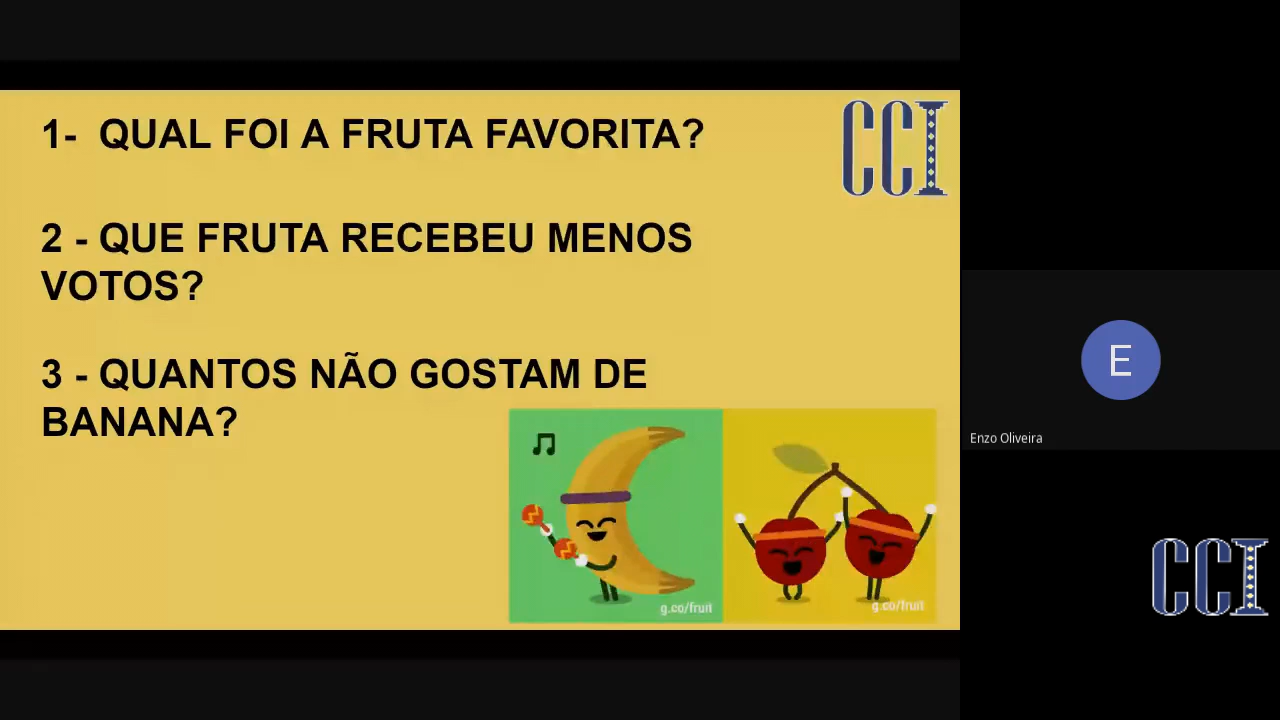 1-  QUAL FOI A FRUTA FAVORITA?
CCI
2 - QUE FRUTA RECEBEU MENOS
VOTOS?
3 - QUANTOS NÃO GOSTAM DE
BANANA?
g.co/fruit
g.co/fruit
E
Enzo Oliveira
CCI